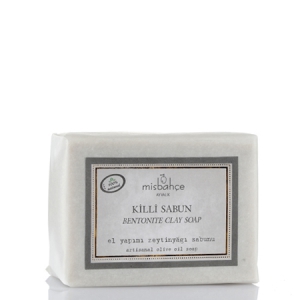 misbahçe
KİLLİ SABUN
BENTONITE CLAY SOAP
el yapımı zeytinyağı sabunu
artisanal olive oil soap